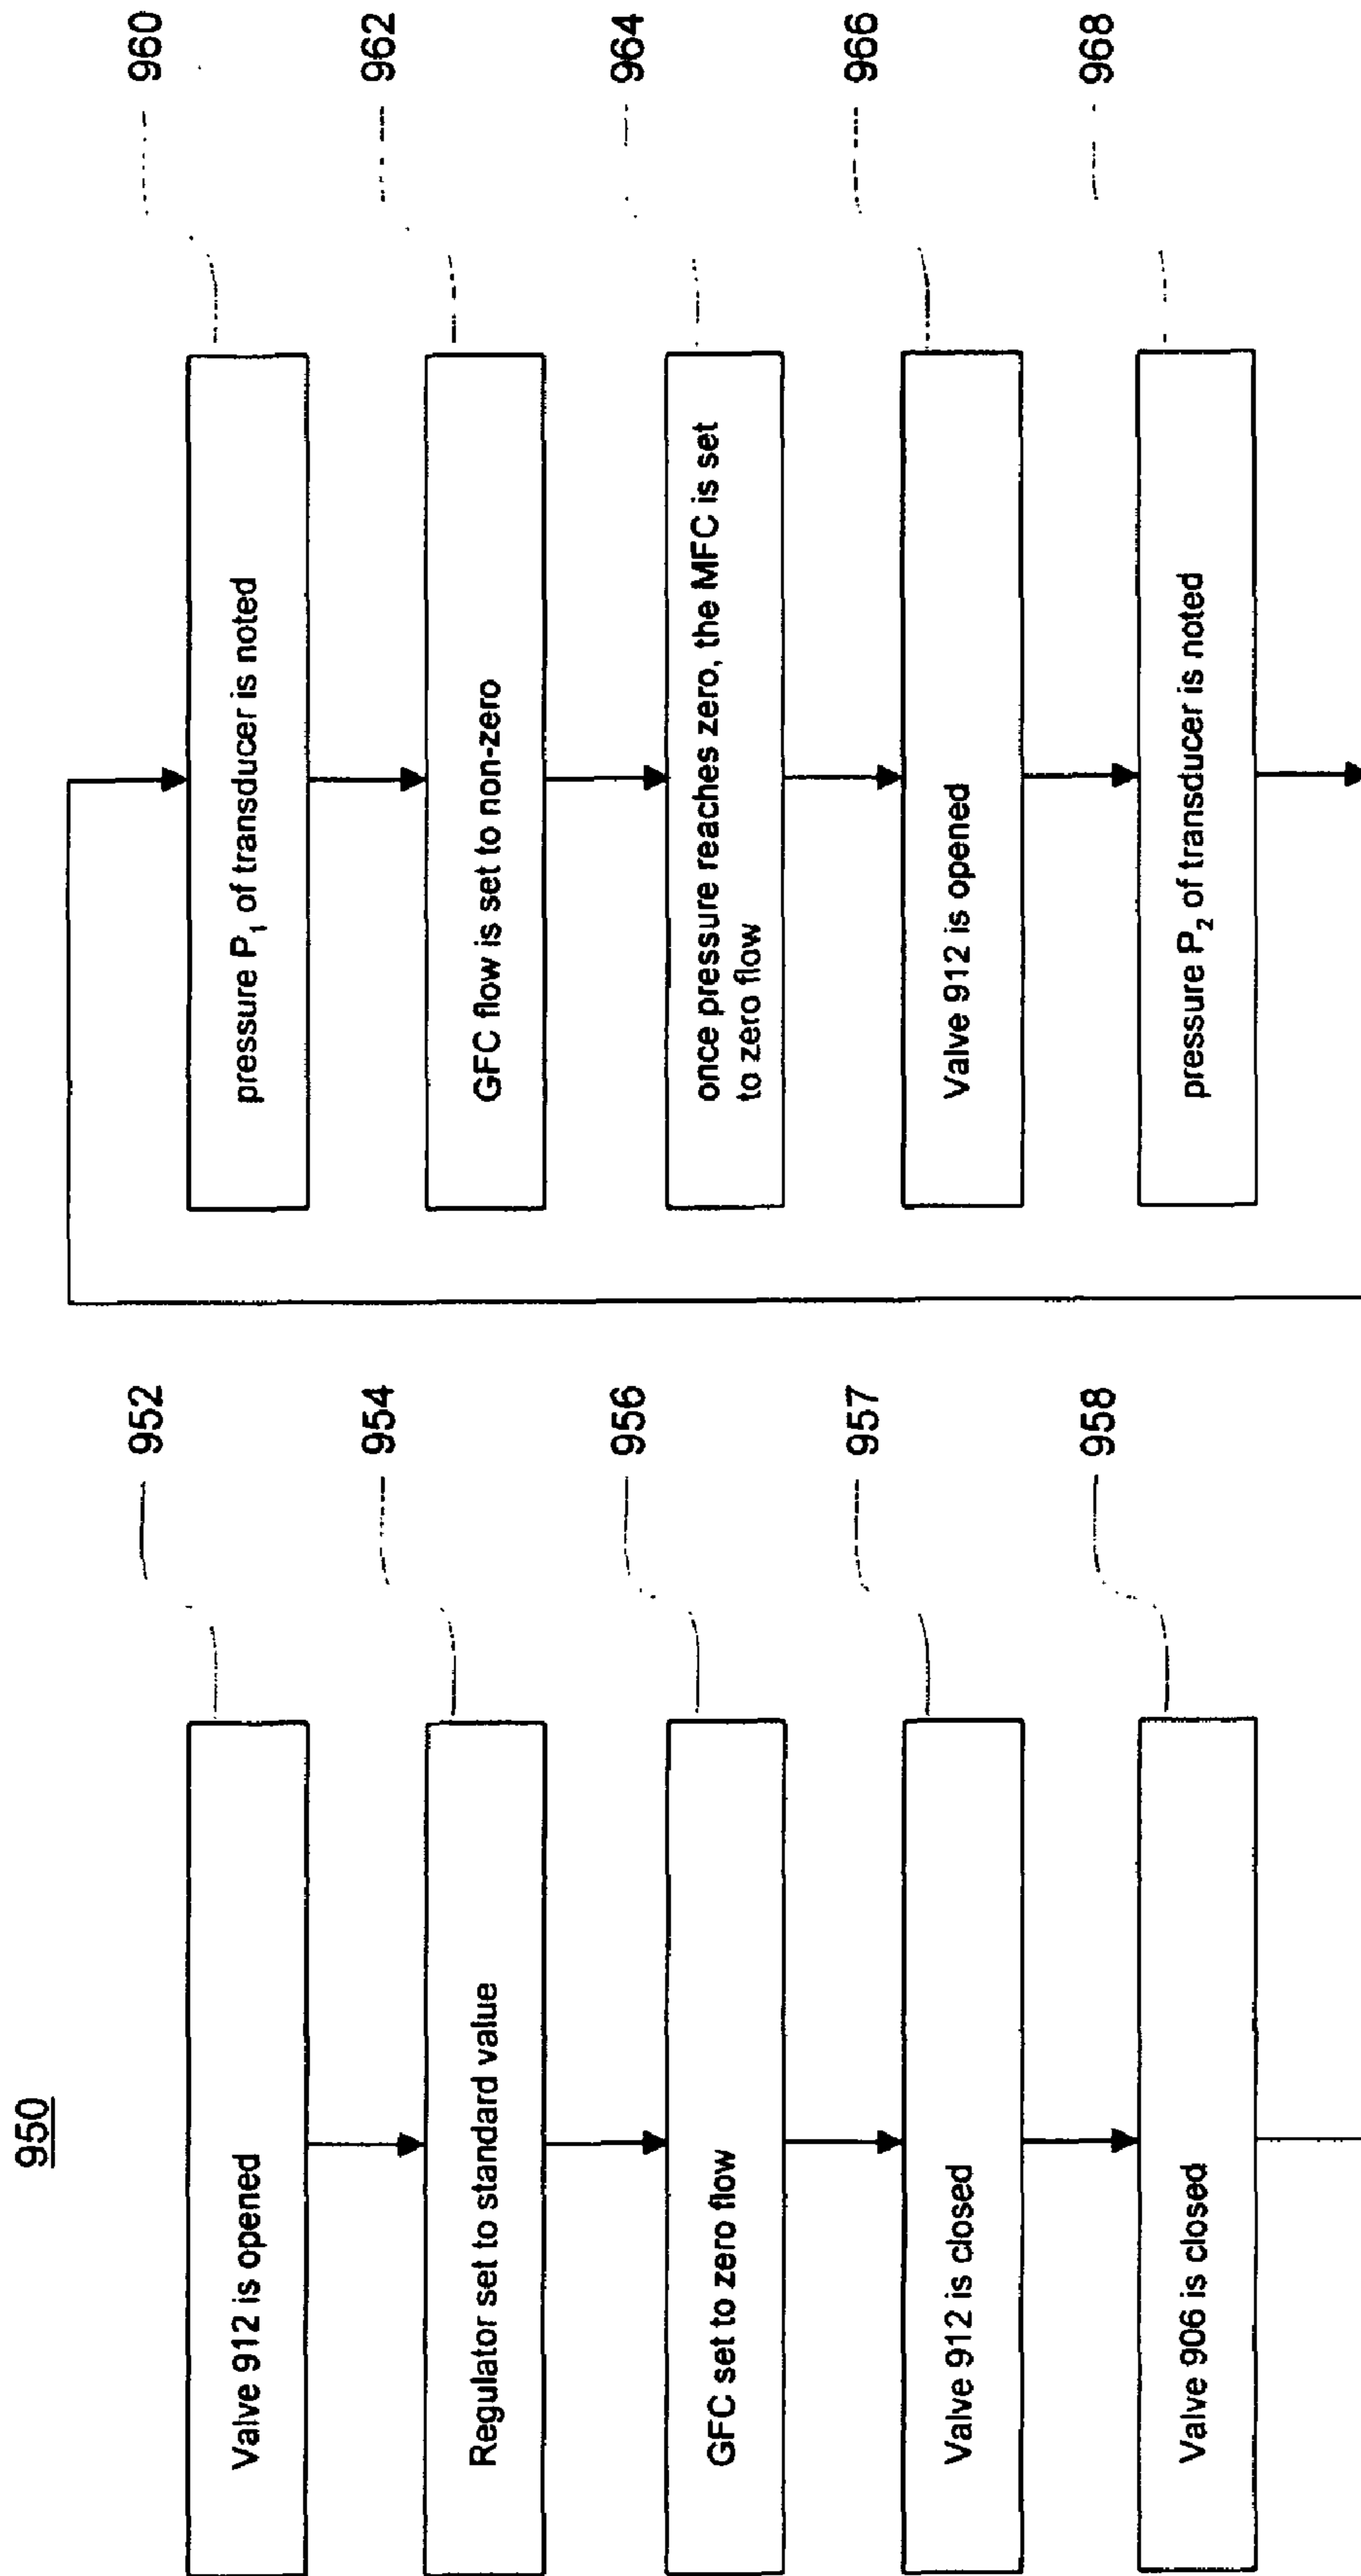 950
Valve 912 is opened
952
Regulator set to standard value
954
GFC set to zero flow
956
Valve 912 is closed
957
Valve 906 is closed
958
pressure P₁ of transducer is noted
960
GFC flow is set to non-zero
962
once pressure reaches zero, the MFC is set
to zero flow
964
Valve 912 is opened
966
pressure P₂ of transducer is noted
968